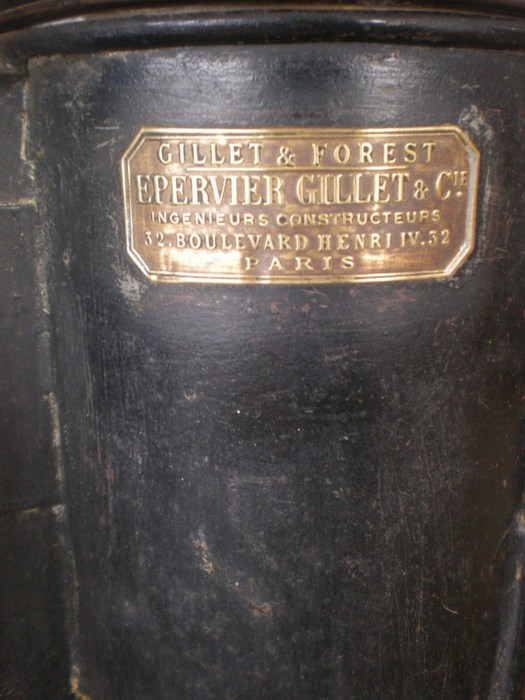 GILLET & FOREST
EPERVIER GILLET & CIE
INGENIEURS CONSTRUCTEURS
32. BOULEVARD HENRI IV. 32
PARIS